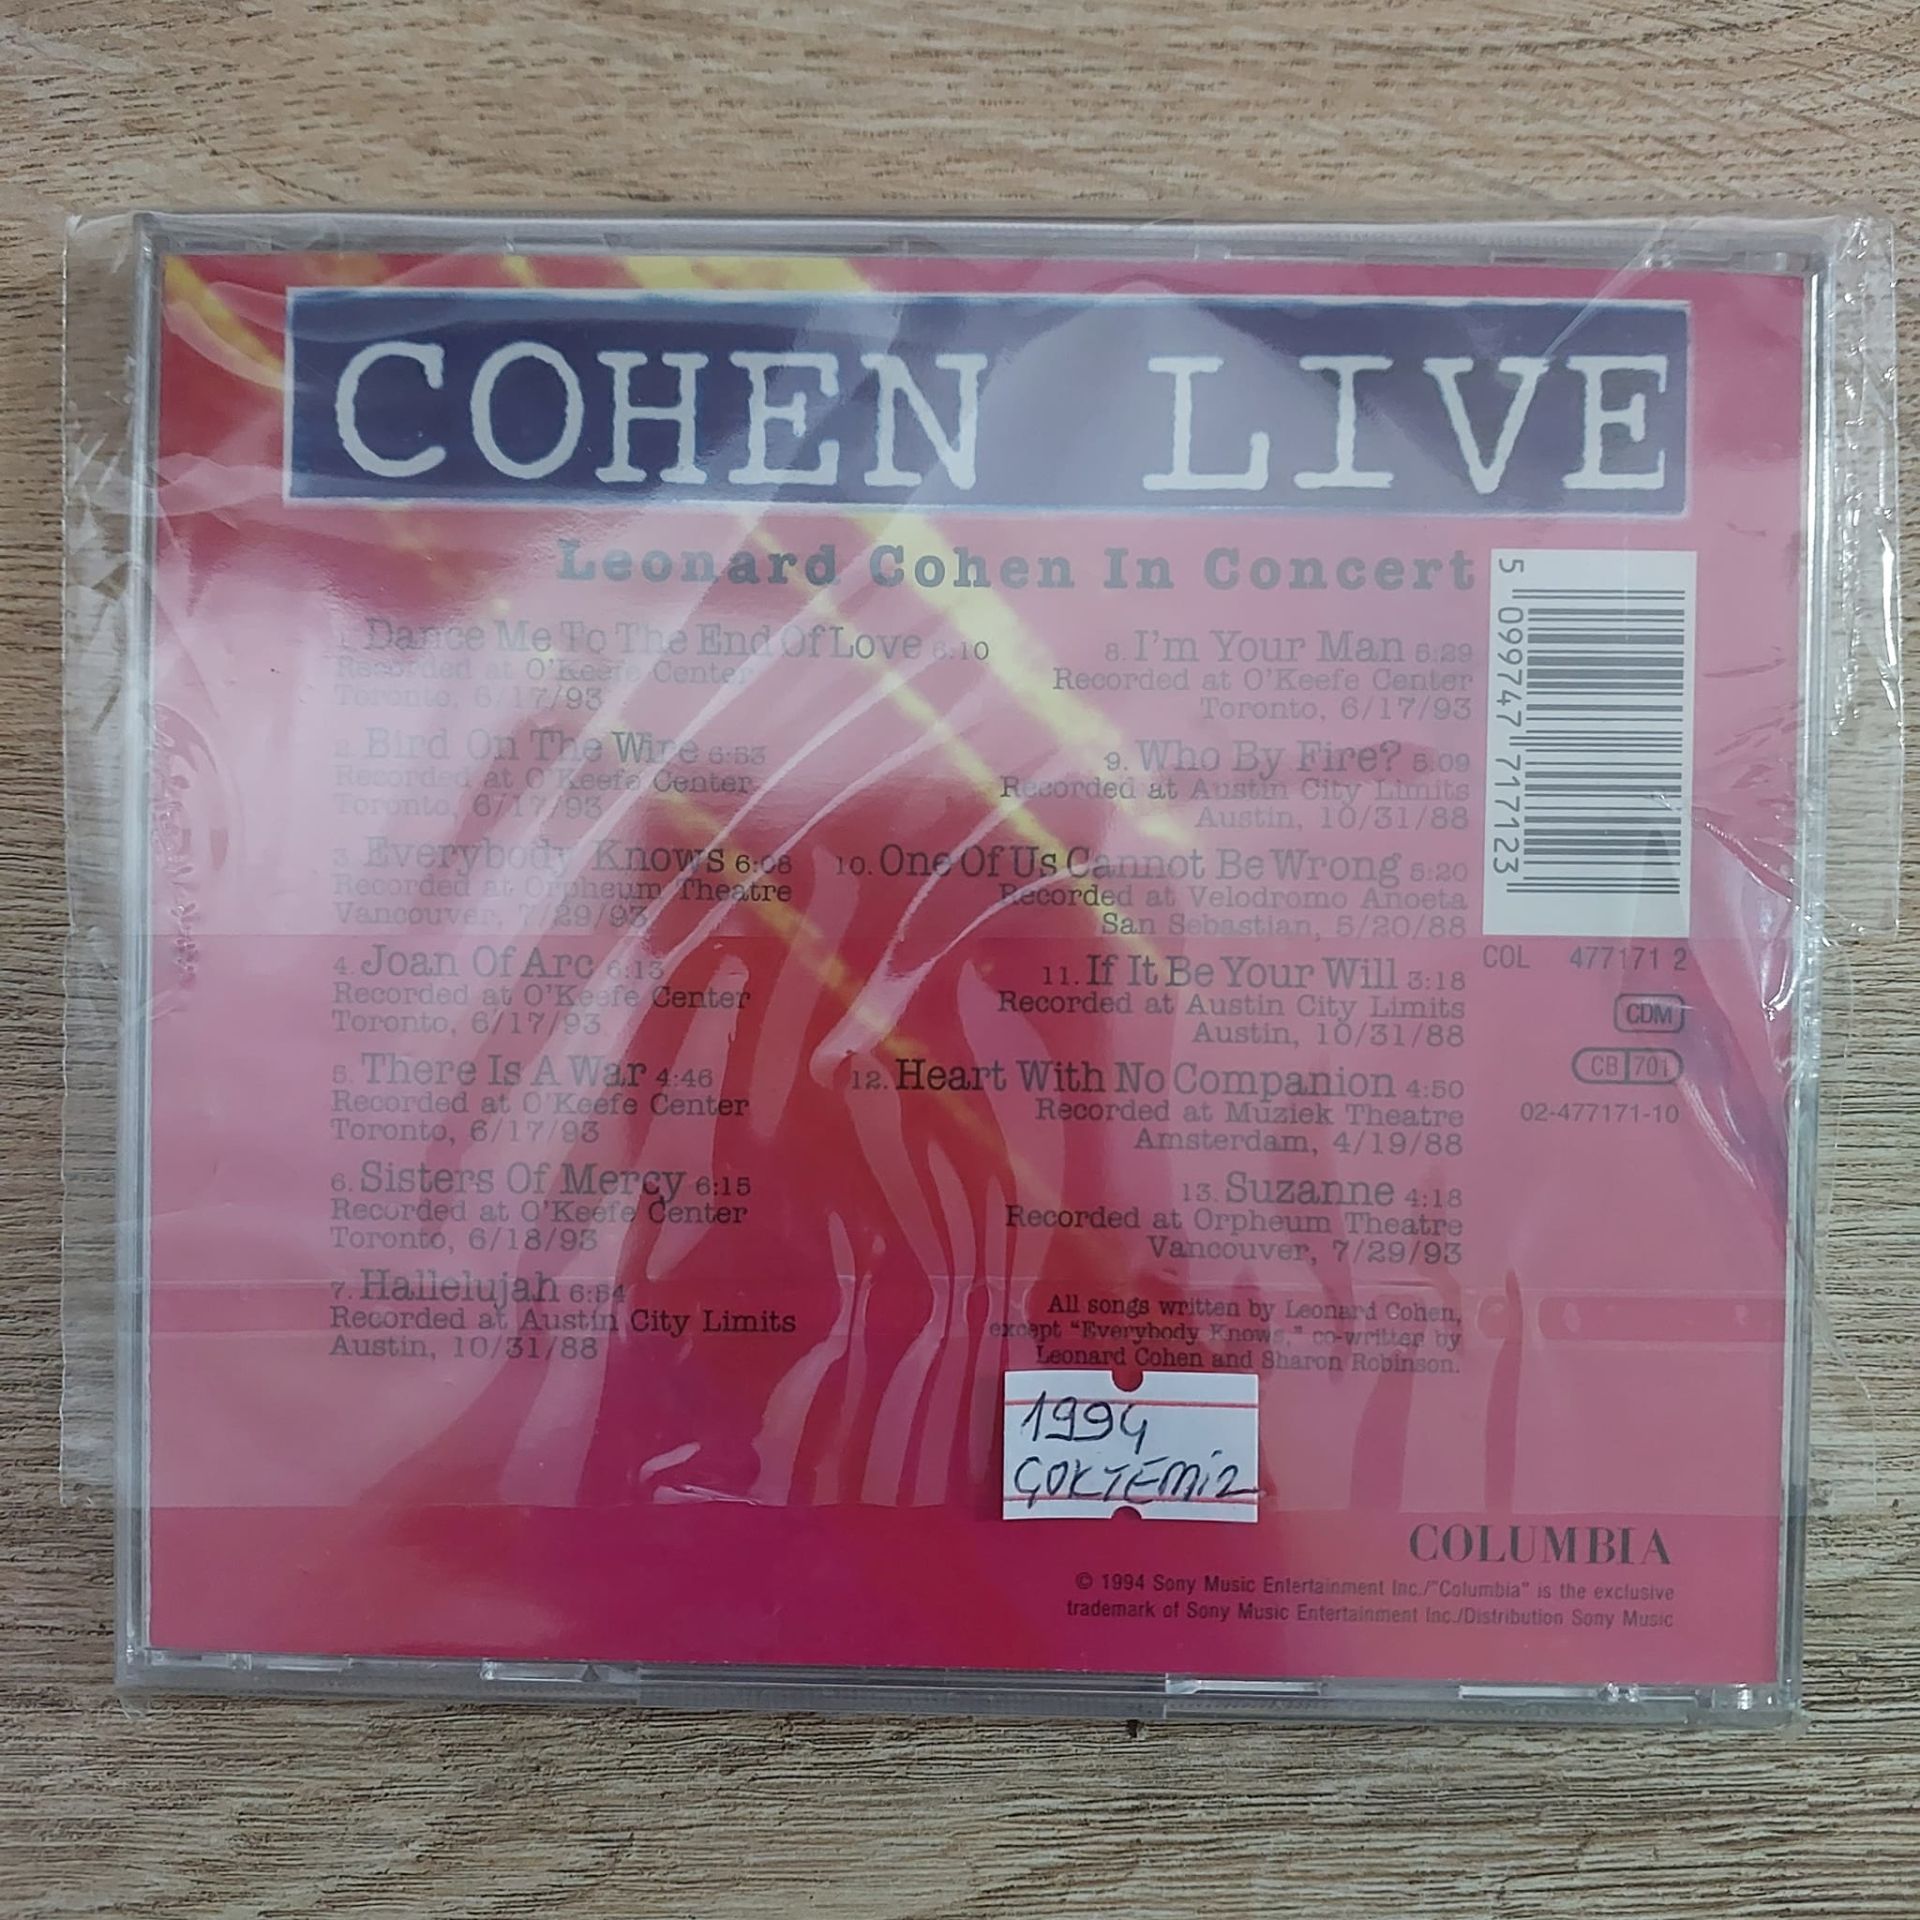 COHEN LIVE
Leonard Cohen In Concert
1. Dance Me To The End Of Love 6:10
Recorded at O'Keefe Center
Toronto, 6/17/93
2. Bird On The Wire 6:53
Recorded at O'Keefe Center
Toronto, 6/17/93
3. Everybody Knows 6:08
Recorded at Orpheum Theatre
Vancouver, 7/29/93
4. Joan Of Arc 6:13
Recorded at O'Keefe Center
Toronto, 6/17/93
5. There Is A War 4:46
Recorded at O'Keefe Center
Toronto, 6/17/93
6. Sisters Of Mercy 6:15
Recorded at O'Keefe Center
Toronto, 6/18/93
7. Hallelujah 6:54
Recorded at Austin City Limits
Austin, 10/31/88
8. I'm Your Man 5:29
Recorded at O'Keefe Center
Toronto, 6/17/93
9. Who By Fire? 5:09
Recorded at Austin City Limits
Austin, 10/31/88
10. One Of Us Cannot Be Wrong 5:20
Recorded at Velodromo Anoeta
San Sebastian, 5/20/88
11. If It Be Your Will 3:18
Recorded at Austin City Limits
Austin, 10/31/88
12. Heart With No Companion 4:50
Recorded at Muziek Theatre
Amsterdam, 4/19/88
13. Suzanne 4:18
Recorded at Orpheum Theatre
Vancouver, 7/29/93
All songs written by Leonard Cohen,
except "Everybody Knows," co-written by
Leonard Cohen and Sharon Robinson.
5 099747 717123
COL 477171 2
CDM
CB 701
02-477171-10
1994
ÇOKTEMİZ
COLUMBIA
© 1994 Sony Music Entertainment Inc./"Columbia" is the exclusive
trademark of Sony Music Entertainment Inc./Distribution Sony Music